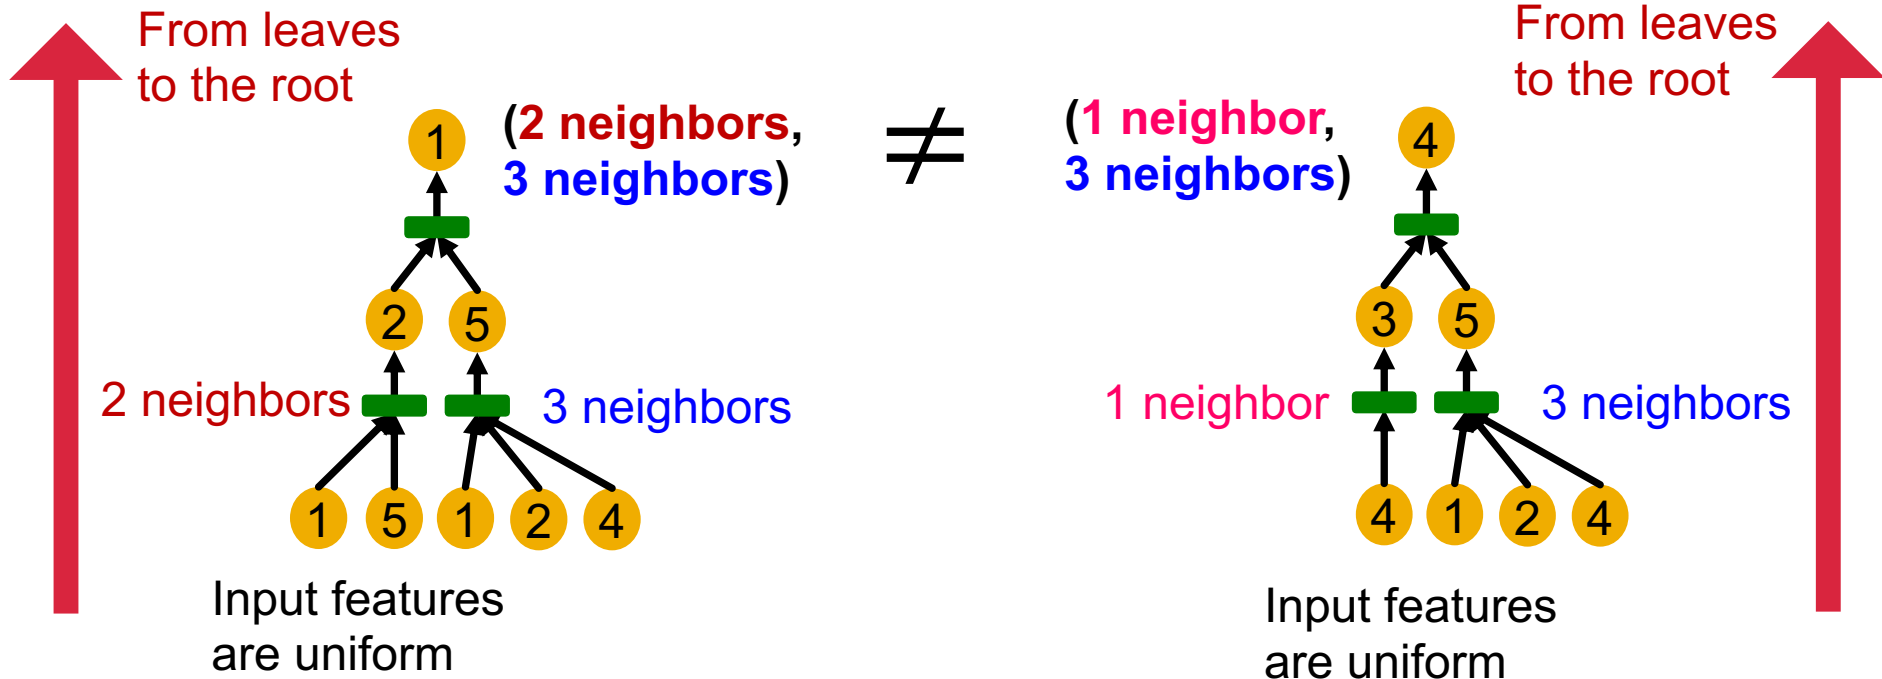 From leaves
to the root
1
(2 neighbors,
3 neighbors)
2 5
2 neighbors
3 neighbors
1 5 1 2 4
Input features
are uniform
≠
From leaves
to the root
(1 neighbor,
3 neighbors)
4
3 5
1 neighbor
3 neighbors
4 1 2 4
Input features
are uniform